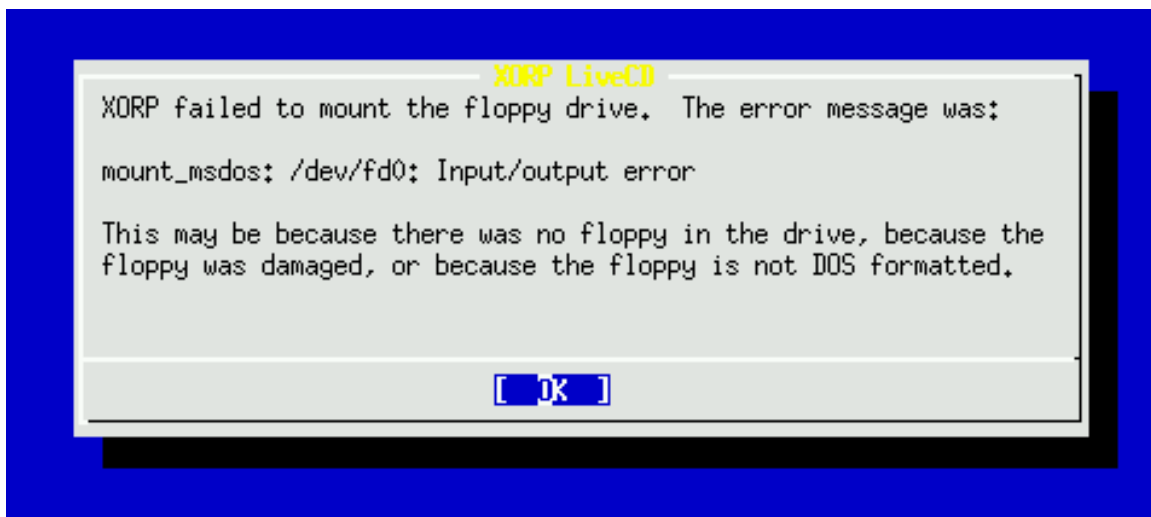 XORP LiveCD
XORP failed to mount the floppy drive.  The error message was:
mount_msdos: /dev/fd0: Input/output error
This may be because there was no floppy in the drive, because the
floppy was damaged, or because the floppy is not DOS formatted.
[  OK  ]